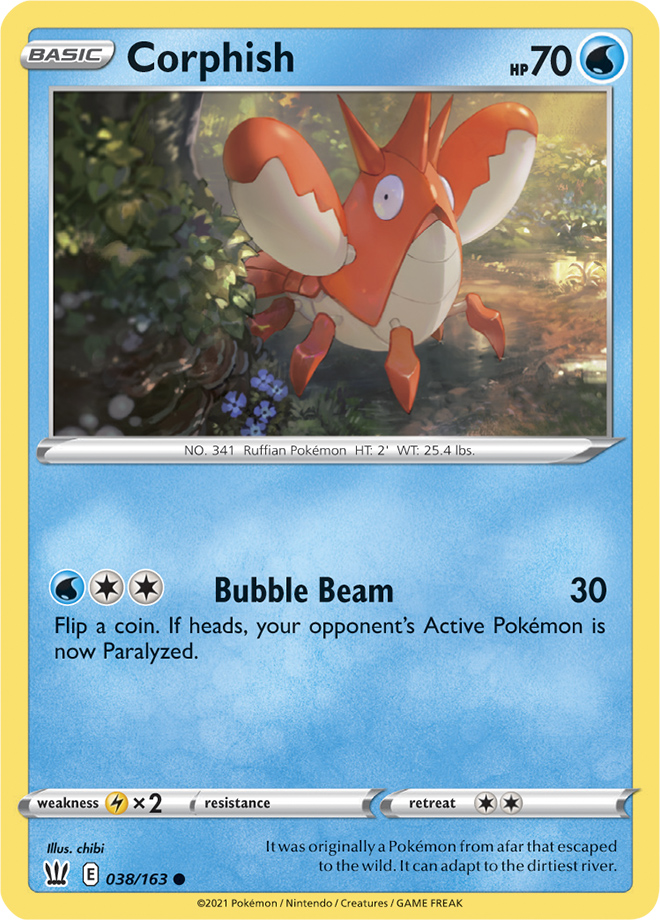 BASIC Corphish HP 70
NO. 341 Ruffian Pokémon HT: 2' WT: 25.4 lbs.
Bubble Beam 30
Flip a coin. If heads, your opponent's Active Pokémon is
now Paralyzed.
weakness ×2 resistance retreat
Illus. chibi
It was originally a Pokémon from afar that escaped
to the wild. It can adapt to the dirtiest river.
E 038/163
©2021 Pokémon / Nintendo / Creatures / GAME FREAK